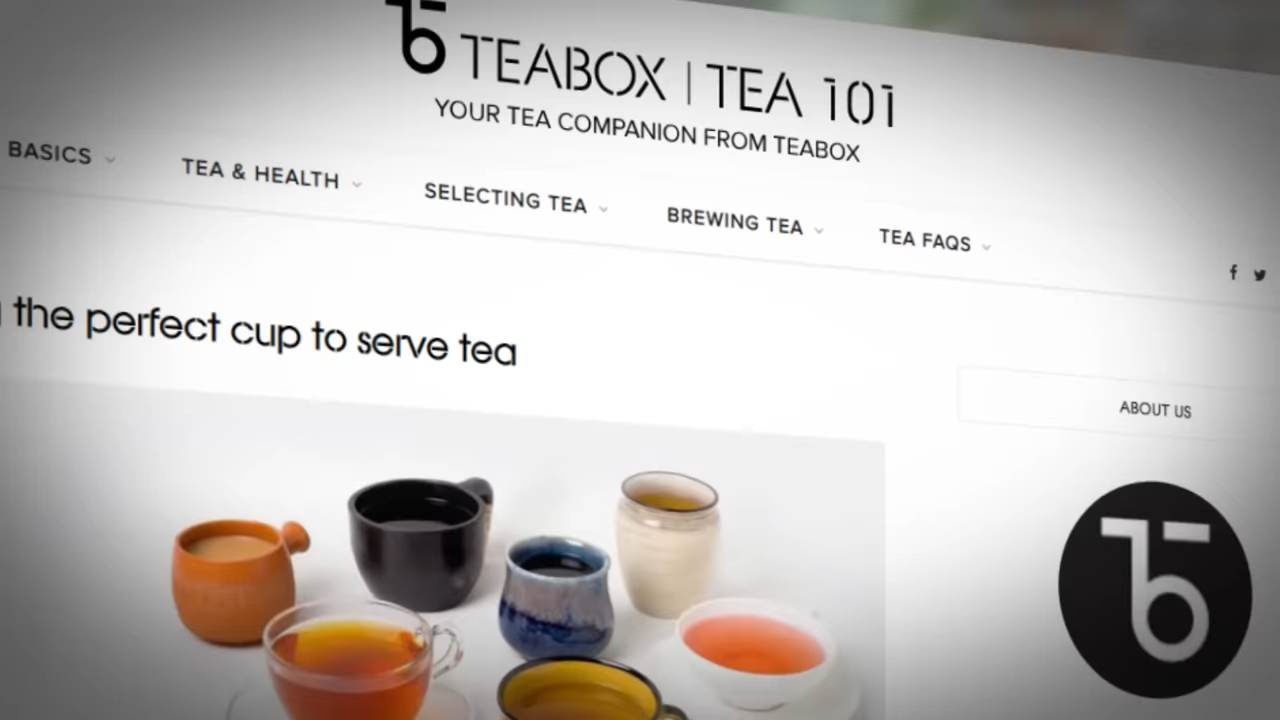 TEABOX | TEA 101
YOUR TEA COMPANION FROM TEABOX
BASICS
TEA & HEALTH
SELECTING TEA
BREWING TEA
TEA FAQS
the perfect cup to serve tea
ABOUT US